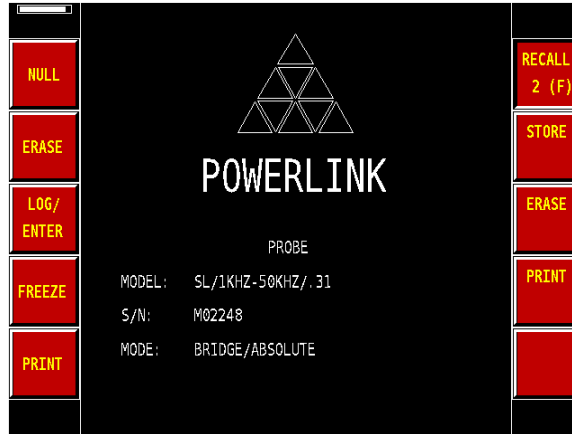 NULL
ERASE
LOG/
ENTER
FREEZE
PRINT
POWERLINK
PROBE
MODEL: SL/1KHZ-50KHZ/.31
S/N: M02248
MODE: BRIDGE/ABSOLUTE
RECALL
2 (F)
STORE
ERASE
PRINT